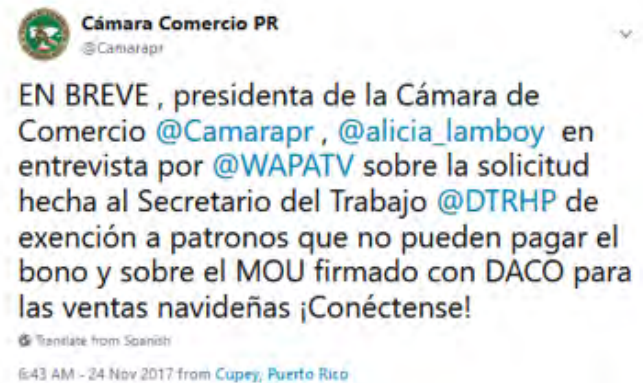 Cámara Comercio PR
@Camarapr
EN BREVE , presidenta de la Cámara de
Comercio @Camarapr , @alicia_lamboy en
entrevista por @WAPATV sobre la solicitud
hecha al Secretario del Trabajo @DTRHP de
exención a patronos que no pueden pagar el
bono y sobre el MOU firmado con DACO para
las ventas navideñas ¡Conéctense!
Translate from Spanish
6:43 AM - 24 Nov 2017 from Cupey, Puerto Rico